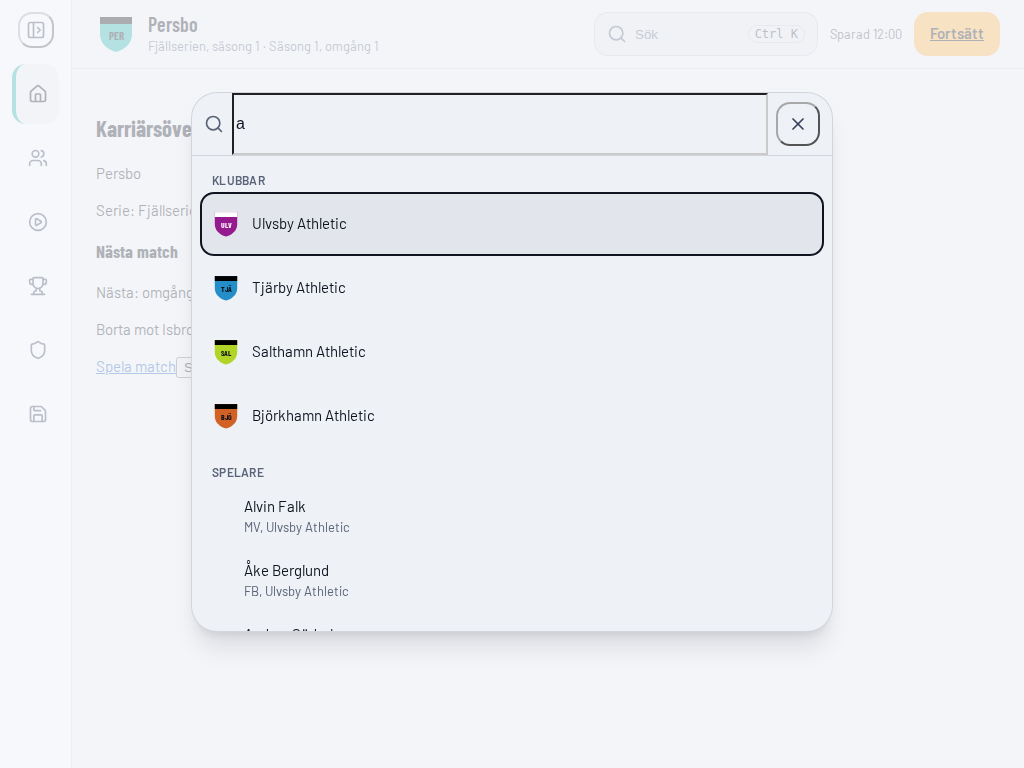 PER
Persbo
Fjällserien, säsong 1 · Säsong 1, omgång 1
Sök
Ctrl K
Sparad 12:00
Fortsätt
a
Karriärsöve
Persbo
Serie: Fjällserie
Nästa match
Nästa: omgång
Borta mot Isbro
Spela match
S
KLUBBAR
ULV
Ulvsby Athletic
TJÄ
Tjärby Athletic
SAL
Salthamn Athletic
BJÖ
Björkhamn Athletic
SPELARE
Alvin Falk
MV, Ulvsby Athletic
Åke Berglund
FB, Ulvsby Athletic